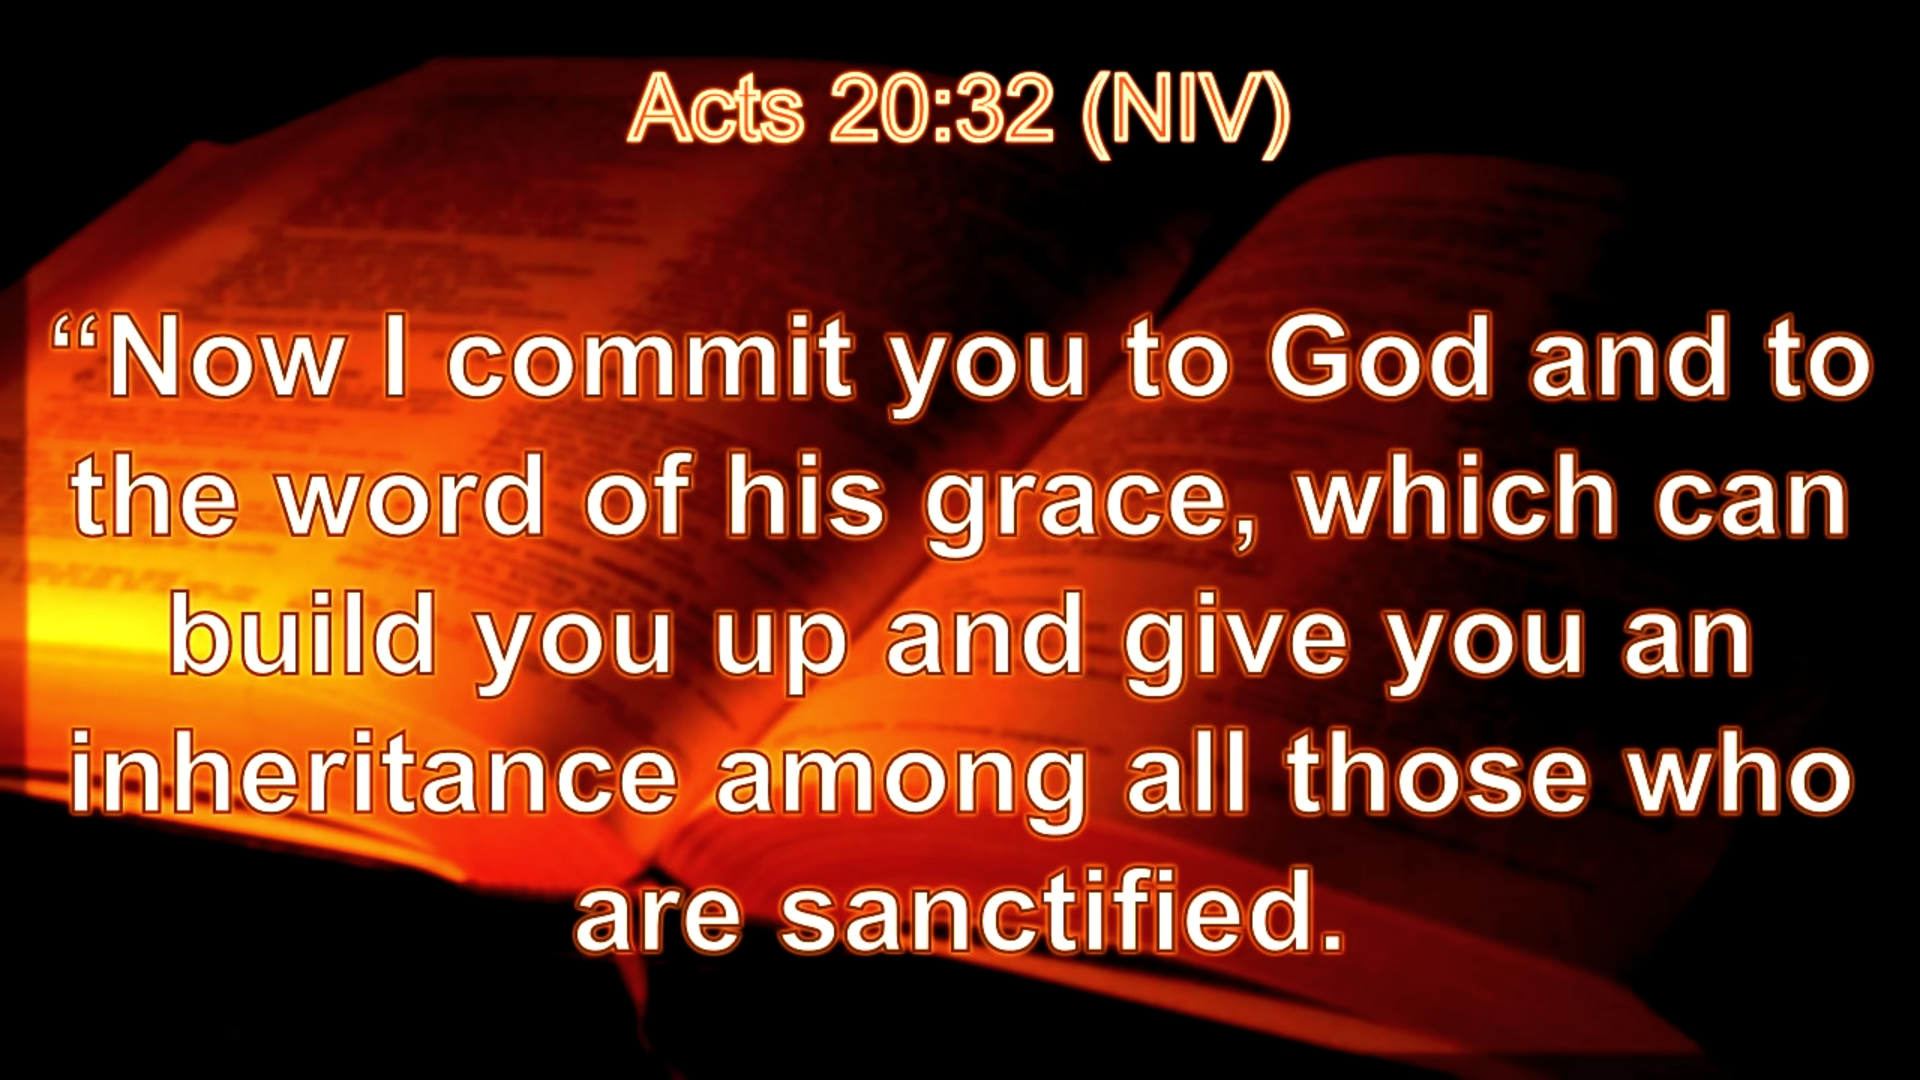 Acts 20:32 (NIV)
“Now I commit you to God and to
the word of his grace, which can
build you up and give you an
inheritance among all those who
are sanctified.